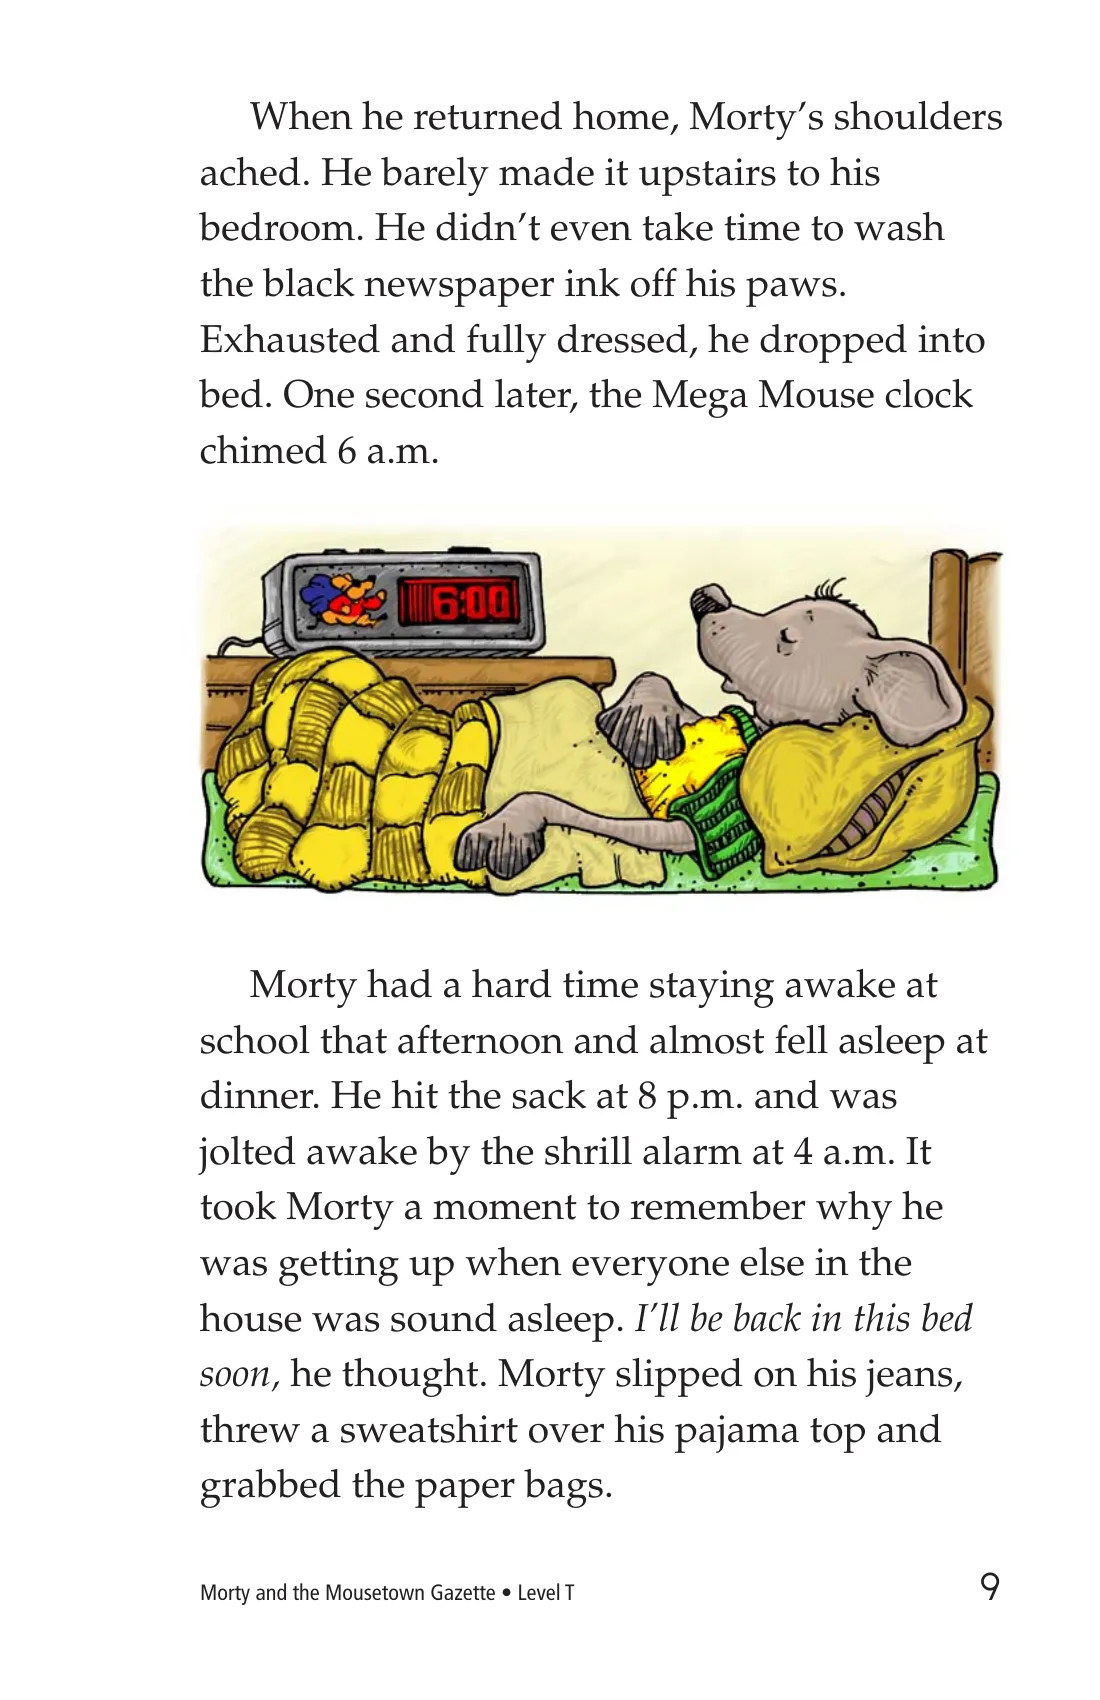 When he returned home, Morty’s shoulders
ached. He barely made it upstairs to his
bedroom. He didn’t even take time to wash
the black newspaper ink off his paws.
Exhausted and fully dressed, he dropped into
bed. One second later, the Mega Mouse clock
chimed 6 a.m.
6:00
Morty had a hard time staying awake at
school that afternoon and almost fell asleep at
dinner. He hit the sack at 8 p.m. and was
jolted awake by the shrill alarm at 4 a.m. It
took Morty a moment to remember why he
was getting up when everyone else in the
house was sound asleep. I’ll be back in this bed
soon, he thought. Morty slipped on his jeans,
threw a sweatshirt over his pajama top and
grabbed the paper bags.
Morty and the Mousetown Gazette • Level T
9